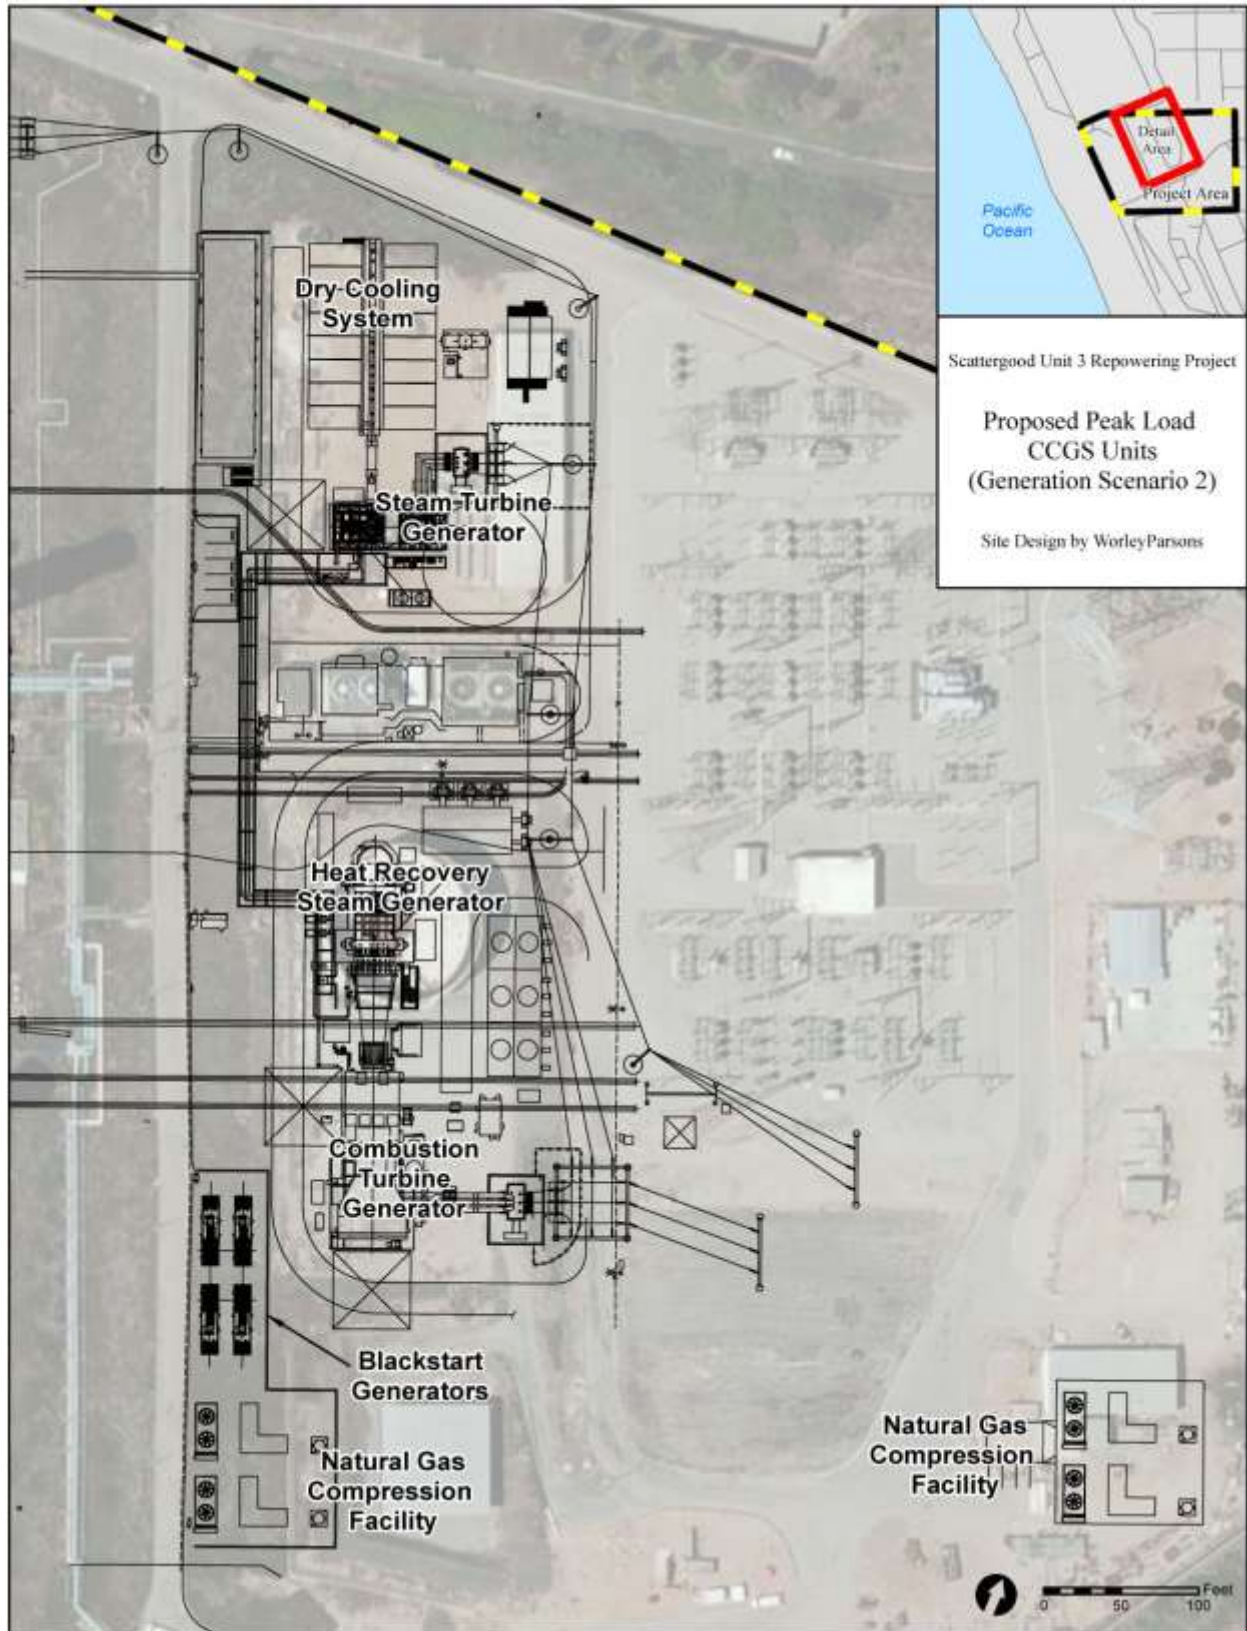 Detail
Area
Project Area
Pacific
Ocean
Scattergood Unit 3 Repowering Project
Proposed Peak Load
CCGS Units
(Generation Scenario 2)
Site Design by WorleyParsons
Dry Cooling
System
Steam Turbine
Generator
Heat Recovery
Steam Generator
Combustion
Turbine
Generator
Blackstart
Generators
Natural Gas
Compression
Facility
Natural Gas
Compression
Facility
Feet
0 50 100